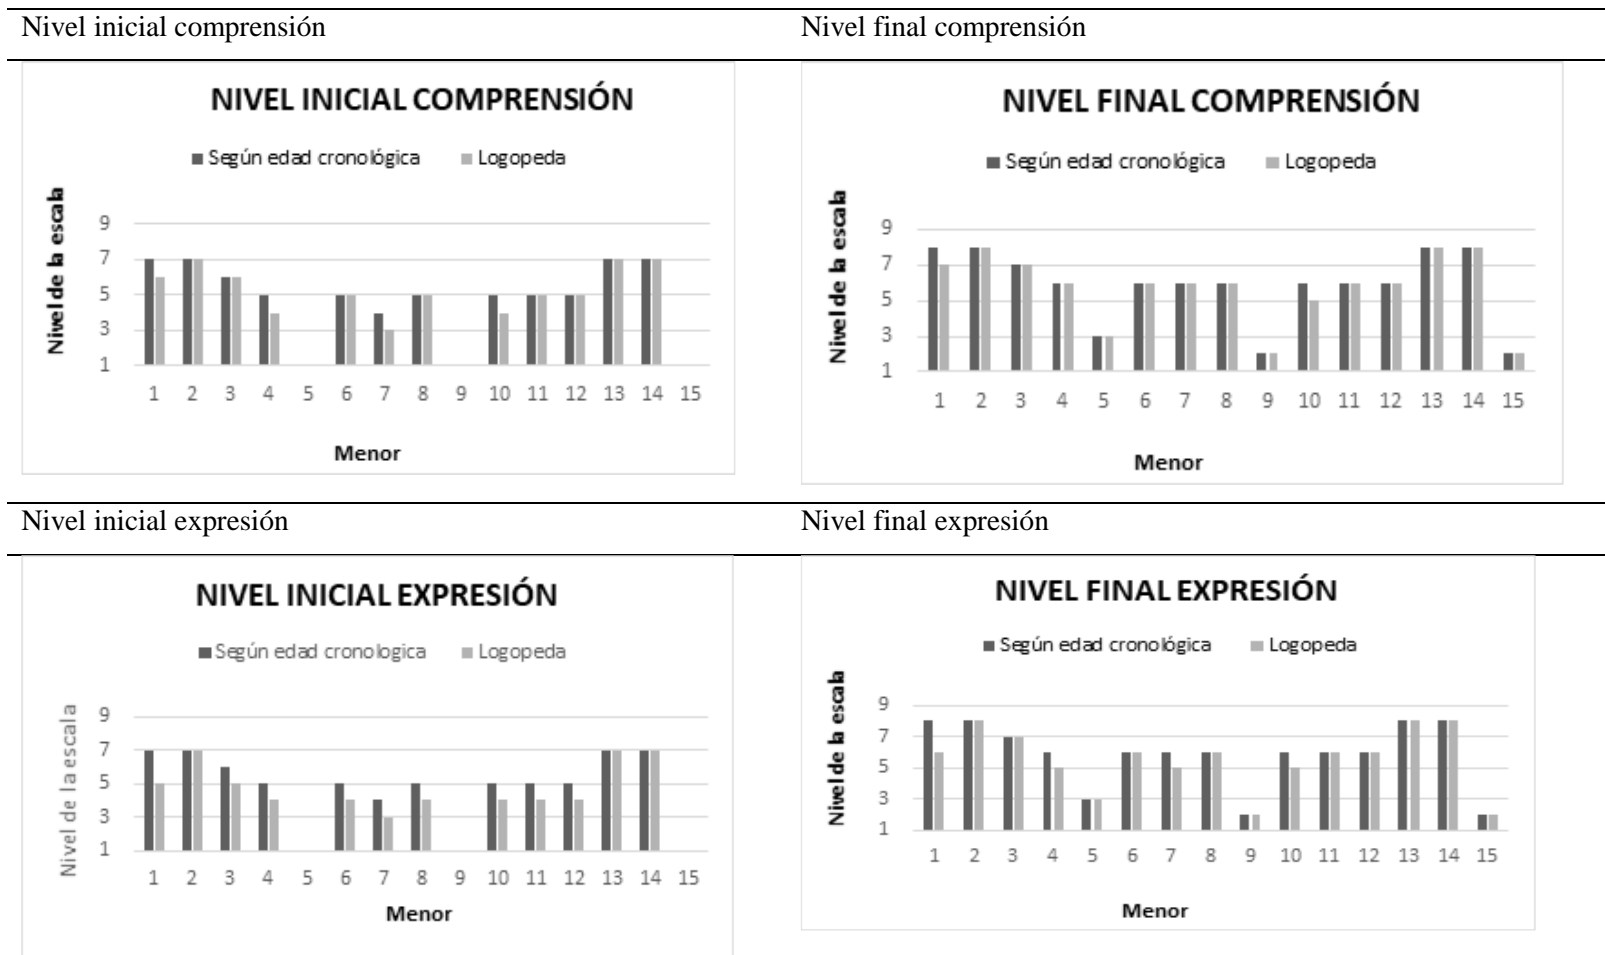 Nivel inicial comprensión
Nivel final comprensión
NIVEL INICIAL COMPRENSIÓN
Según edad cronológica Logopeda
Nivel de la escala
9
7
5
3
1
1 2 3 4 5 6 7 8 9 10 11 12 13 14 15
Menor
NIVEL FINAL COMPRENSIÓN
Según edad cronológica Logopeda
Nivel de la escala
9
7
5
3
1
1 2 3 4 5 6 7 8 9 10 11 12 13 14 15
Menor
Nivel inicial expresión
Nivel final expresión
NIVEL INICIAL EXPRESIÓN
Según edad cronologica Logopeda
Nivel de la escala
9
7
5
3
1
1 2 3 4 5 6 7 8 9 10 11 12 13 14 15
Menor
NIVEL FINAL EXPRESIÓN
Según edad cronológica Logopeda
Nivel de la escala
9
7
5
3
1
1 2 3 4 5 6 7 8 9 10 11 12 13 14 15
Menor